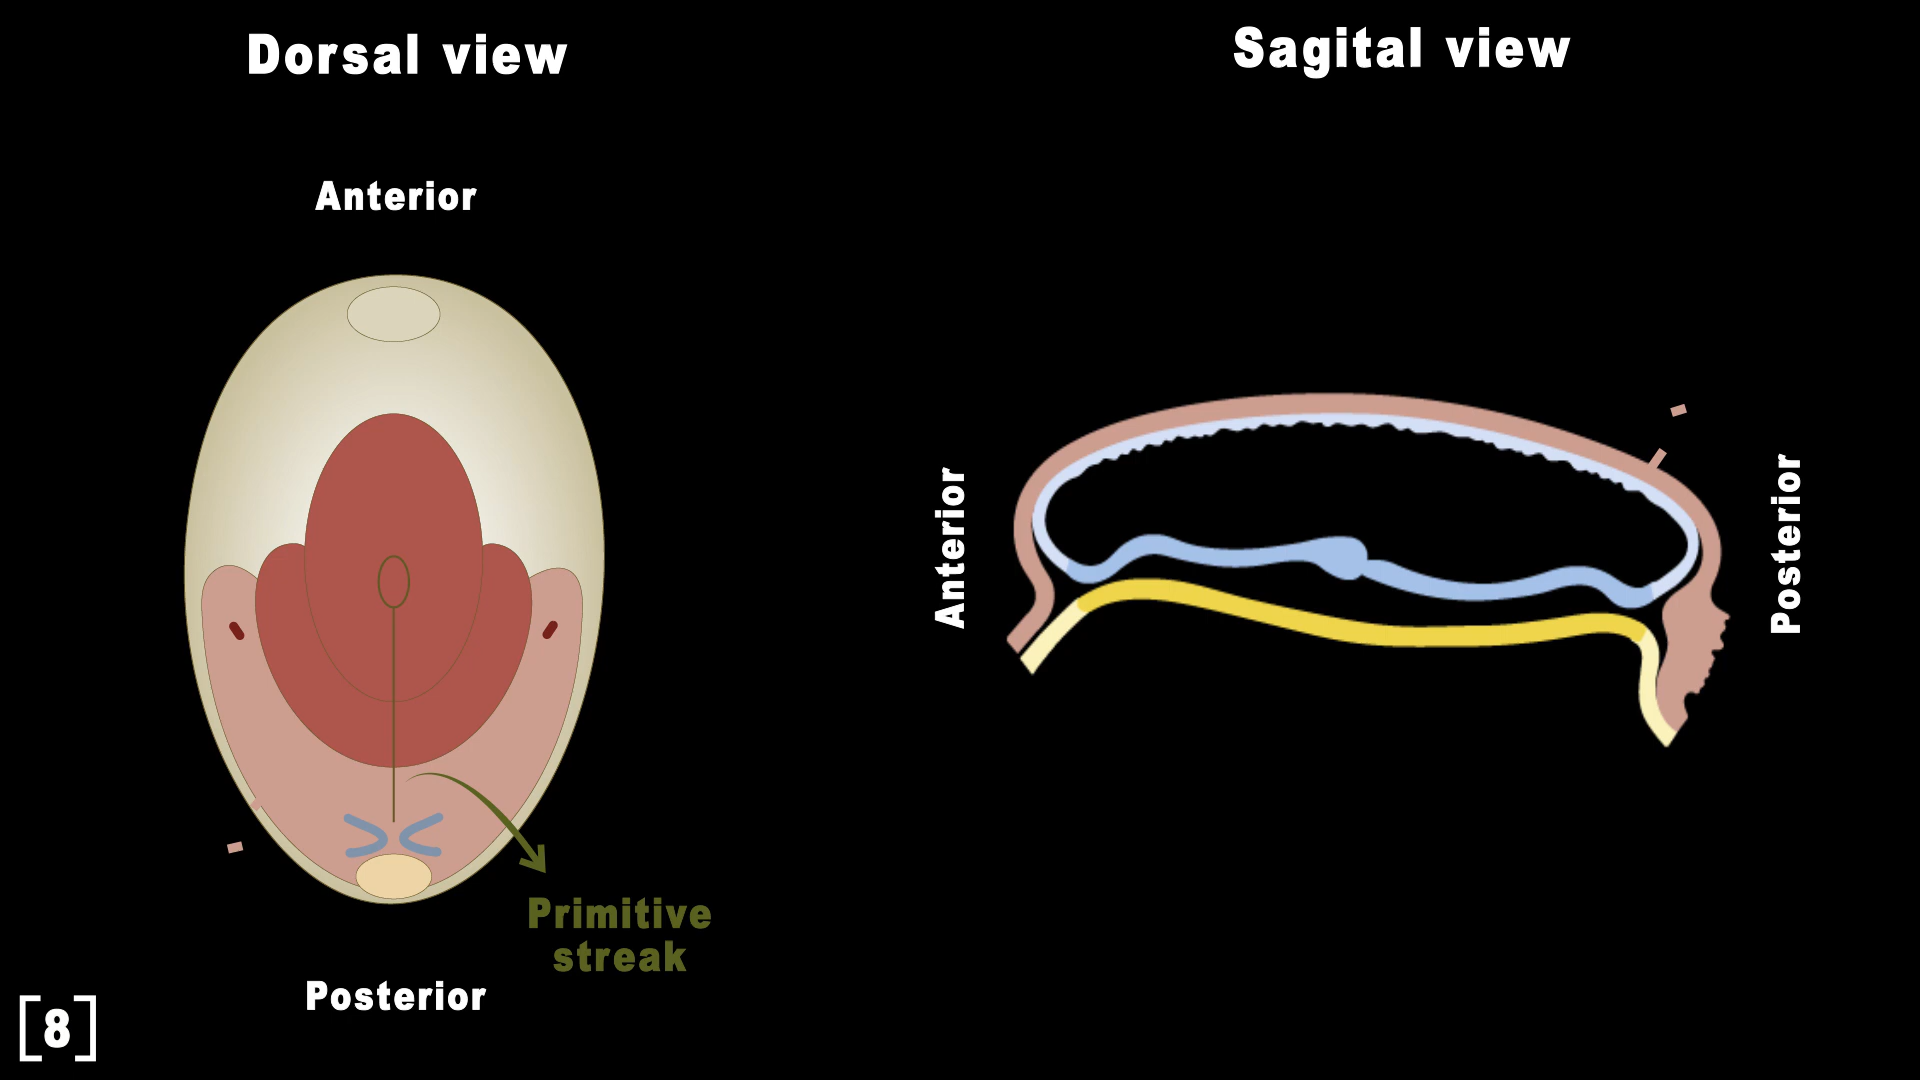 Dorsal view
Sagital view
Anterior
Anterior
Posterior
Primitive
streak
Posterior
[8]